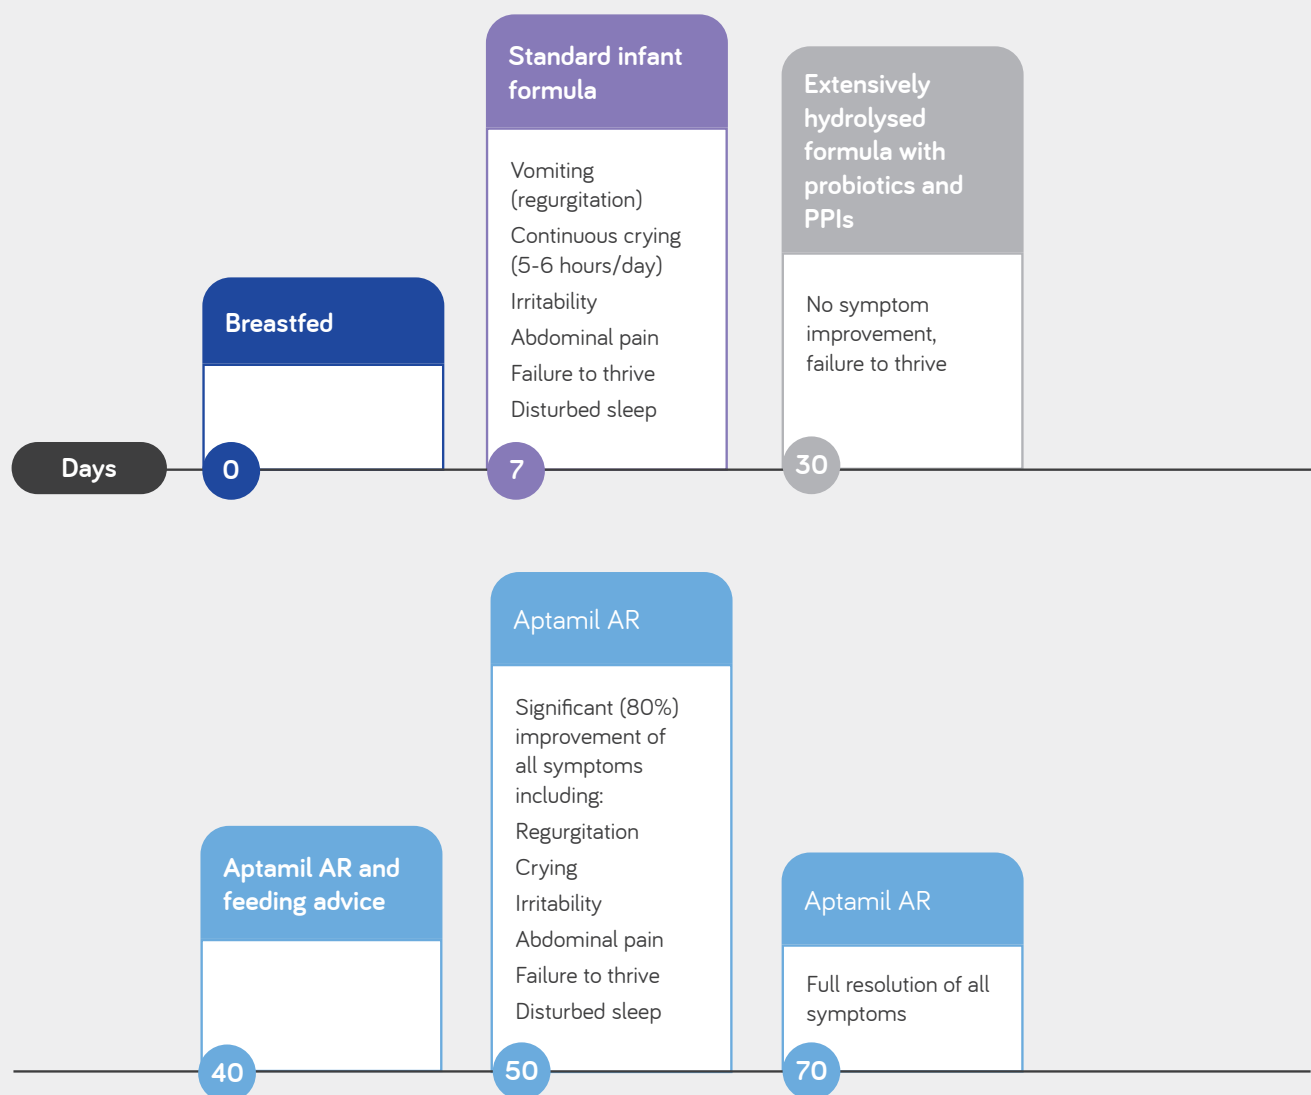 Standard infant
formula
Vomiting
(regurgitation)
Continuous crying
(5-6 hours/day)
Irritability
Abdominal pain
Failure to thrive
Disturbed sleep
Extensively
hydrolysed
formula with
probiotics and
PPIs
No symptom
improvement,
failure to thrive
Breastfed
Days
0
7
30
Aptamil AR and
feeding advice
Aptamil AR
Significant (80%)
improvement of
all symptoms
including:
Regurgitation
Crying
Irritability
Abdominal pain
Failure to thrive
Disturbed sleep
Aptamil AR
Full resolution of all
symptoms
40
50
70